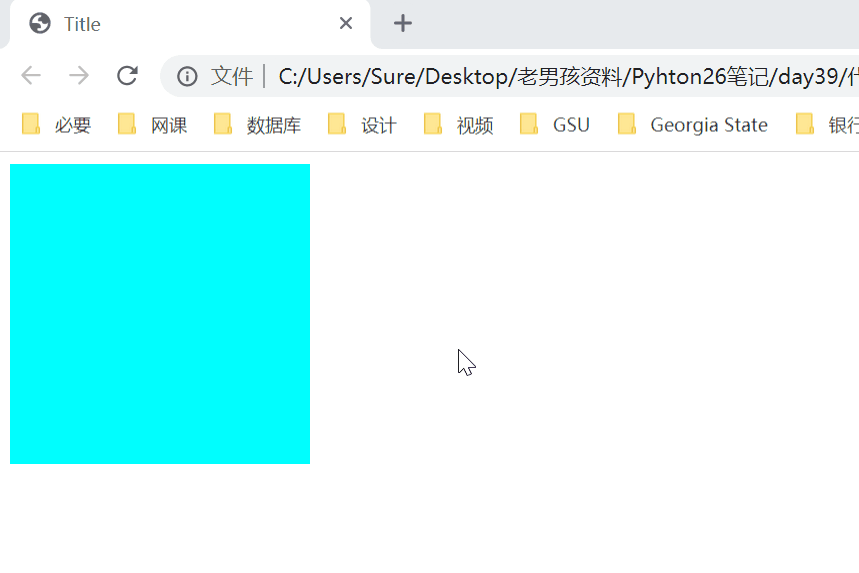 Title
文件 C:/Users/Sure/Desktop/老男孩资料/Pyhton26笔记/day39/
必要 网课 数据库 设计 视频 GSU Georgia State 银行